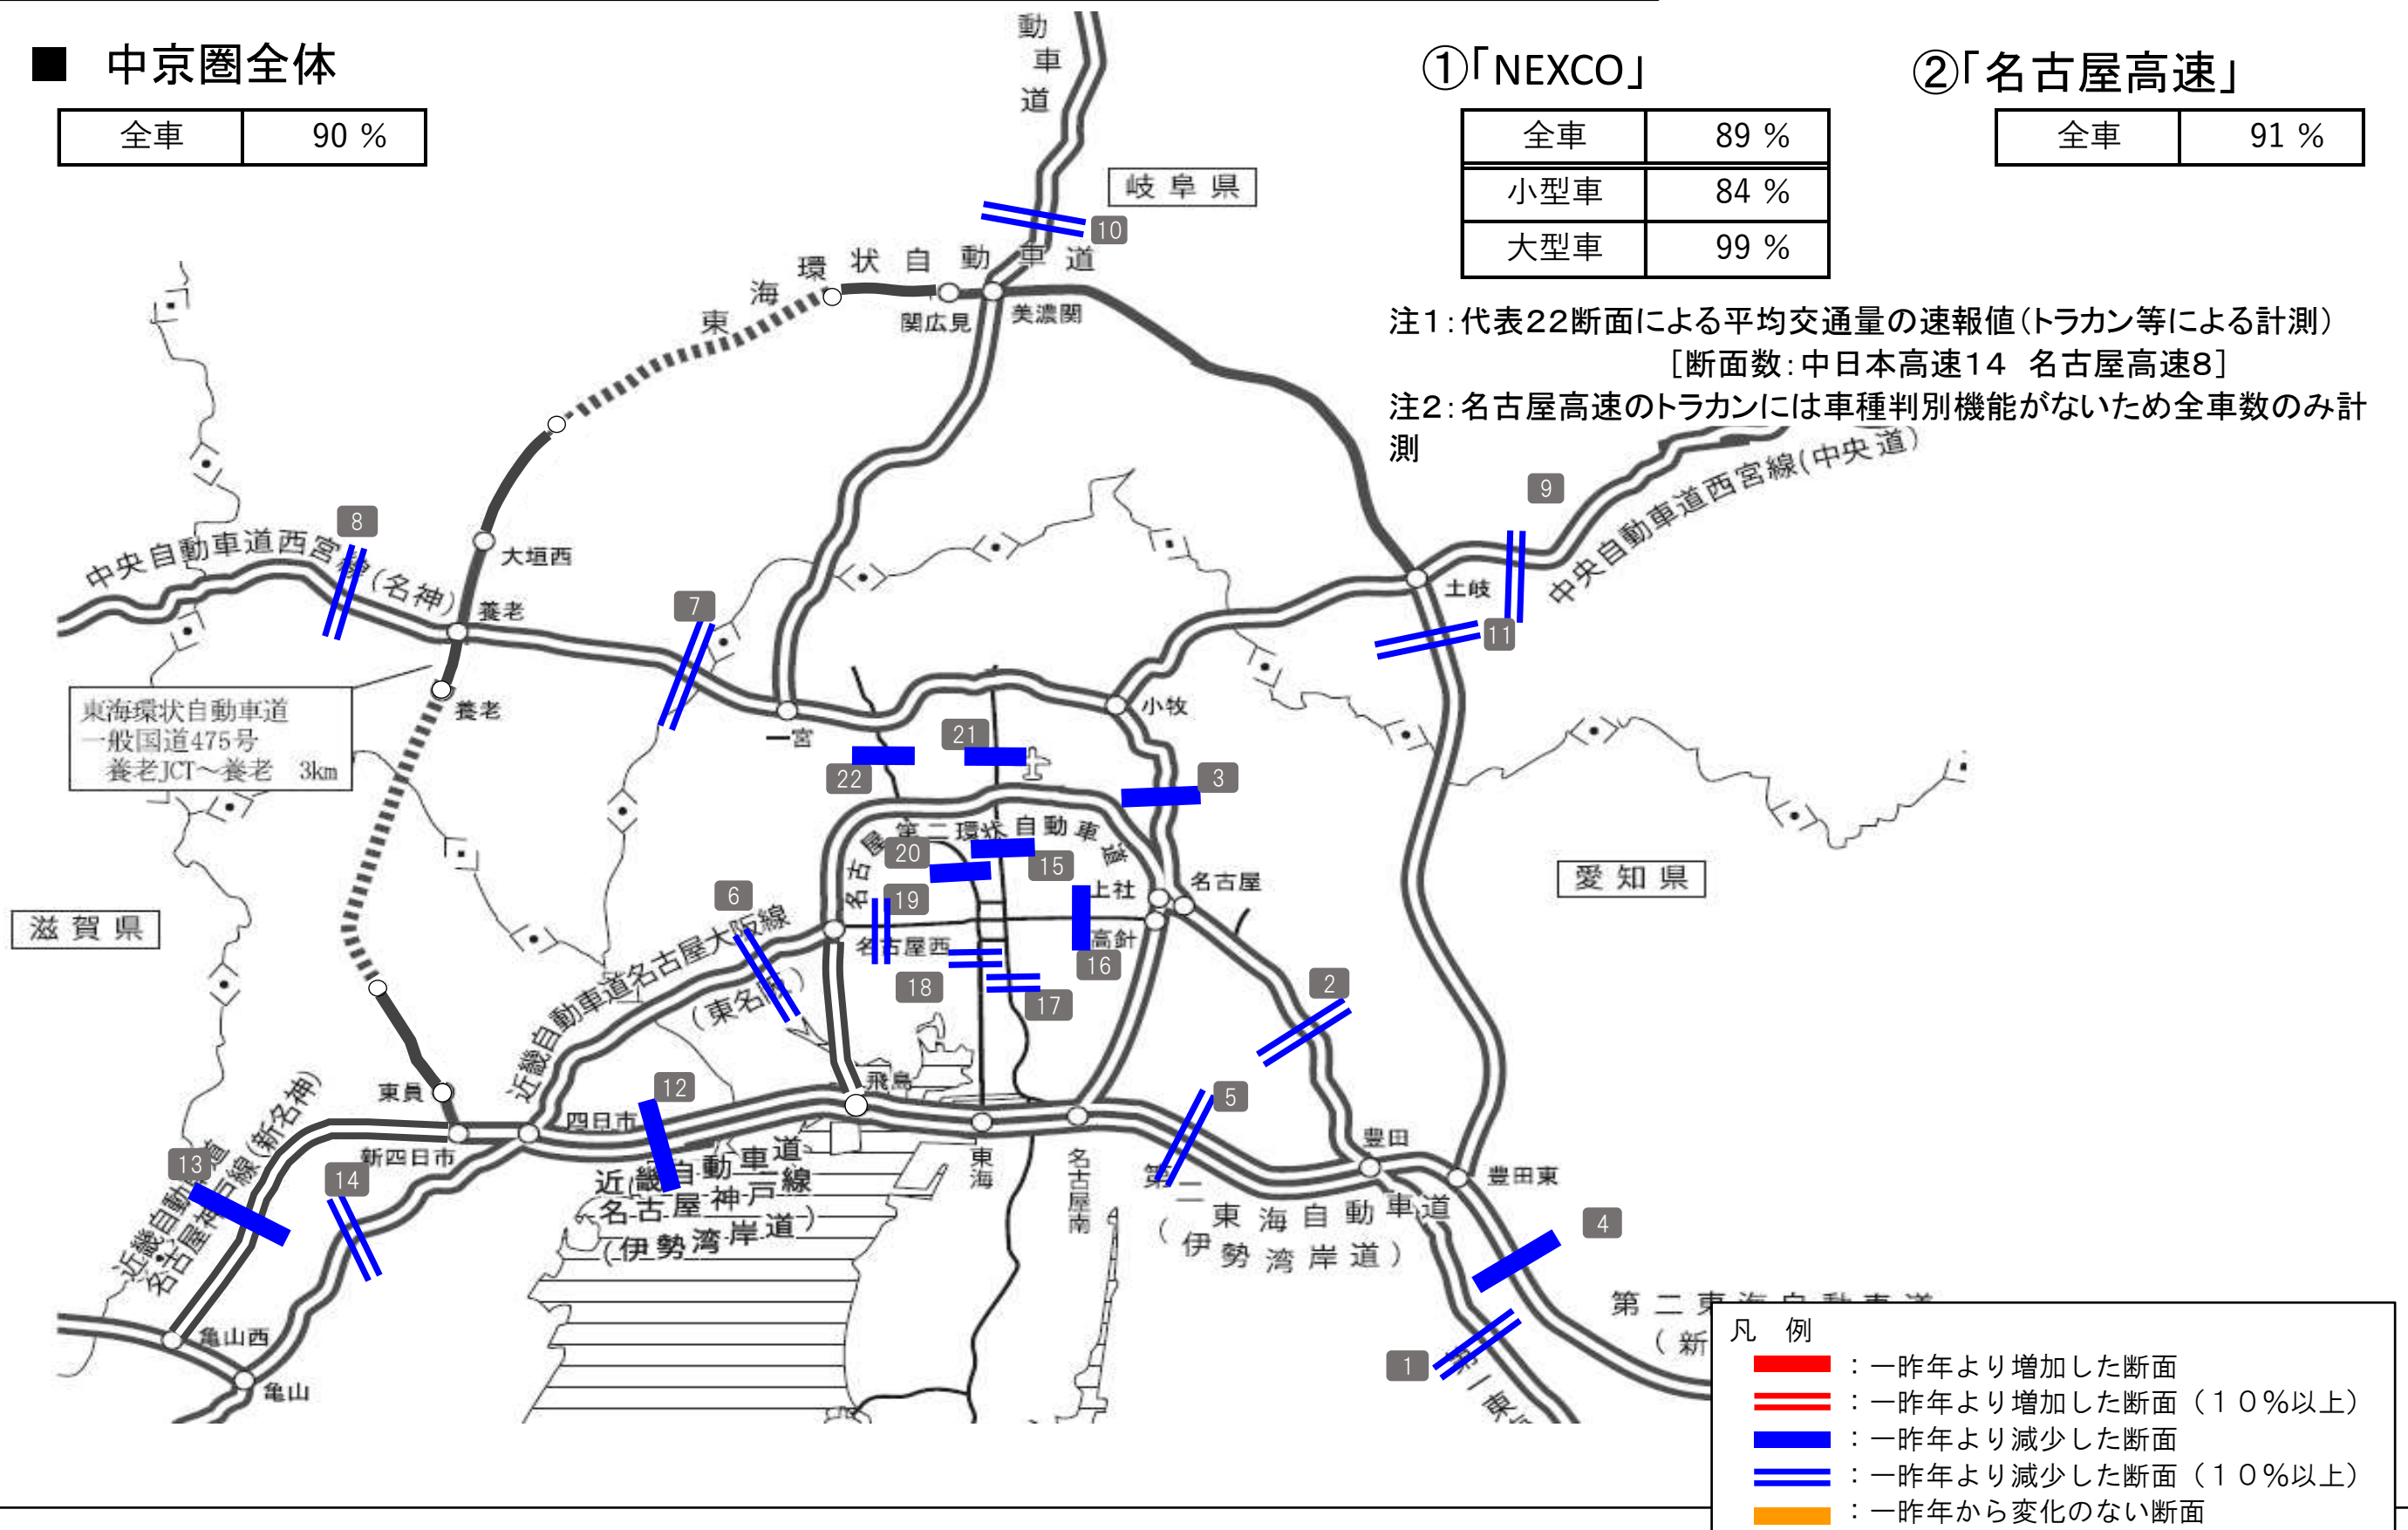 ■ 中京圏全体
全車 90 %
①「NEXCO」
全車 89 %
小型車 84 %
大型車 99 %
②「名古屋高速」
全車 91 %
注1:代表22断面による平均交通量の速報値(トラカン等による計測)
[断面数:中日本高速14 名古屋高速8]
注2:名古屋高速のトラカンには車種判別機能がないため全車数のみ計
測
動車道
岐阜県
10
東海環状自動車道
関広見
美濃関
9
中央自動車道西宮線(中央道)
8
中央自動車道西宮線(名神)
大垣西
養老
7
土岐
11
東海環状自動車道
一般国道475号
養老JCT~養老 3km
養老
一宮
小牧
21
22
3
名古屋第二環状自動車道
20
15
愛知県
上社
名古屋
19
6
滋賀県
近畿自動車道名古屋大阪線
(東名阪)
名古屋西
高針
16
18
17
2
飛島
12
5
東員
四日市
豊田
新四日市
近畿自動車道
名古屋神戸線(新名神)
13
14
近畿自動車道
名古屋神戸線
(伊勢湾岸道)
東海
名古屋南
豊田東
第二東海自動車道
(伊勢湾岸道)
4
亀山西
亀山
1
第二東海自動車道
(新
第一東
凡 例
:一昨年より増加した断面
:一昨年より増加した断面(10%以上)
:一昨年より減少した断面
:一昨年より減少した断面(10%以上)
:一昨年から変化のない断面